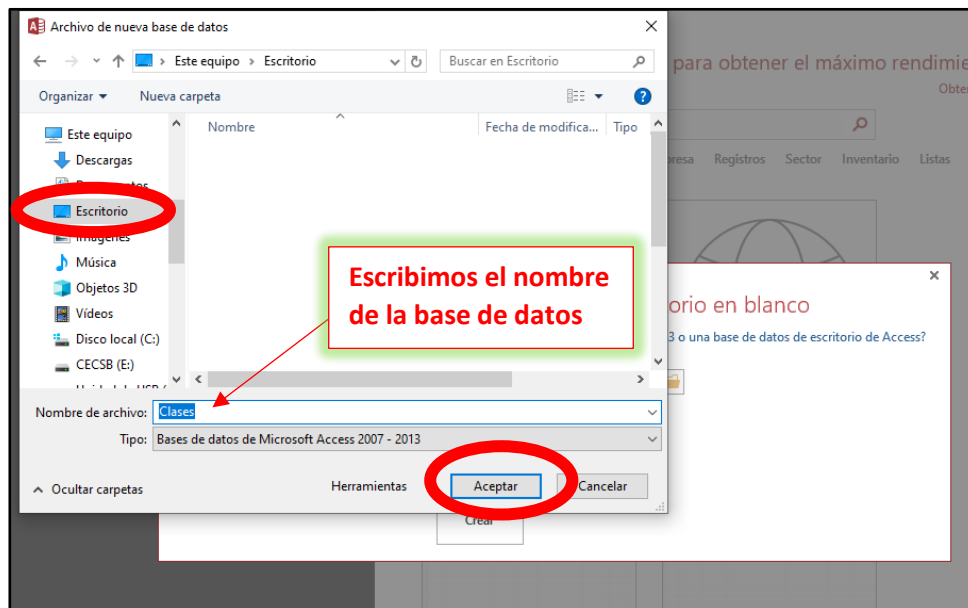 Archivo de nueva base de datos
Este equipo > Escritorio
Buscar en Escritorio
para obtener el máximo rendimie
Obte
Organizar
Nueva carpeta
Nombre
Fecha de modifica...
Tipo
Este equipo
Descargas
Escritorio
Imágenes
Música
Objetos 3D
Vídeos
Disco local (C:)
CECSB (E:)
presa Registros Sector Inventario Listas
Escribimos el nombre
de la base de datos
orio en blanco
3 o una base de datos de escritorio de Access?
Nombre de archivo: Clases
Tipo: Bases de datos de Microsoft Access 2007 - 2013
Ocultar carpetas
Herramientas
Aceptar
Cancelar
Crear